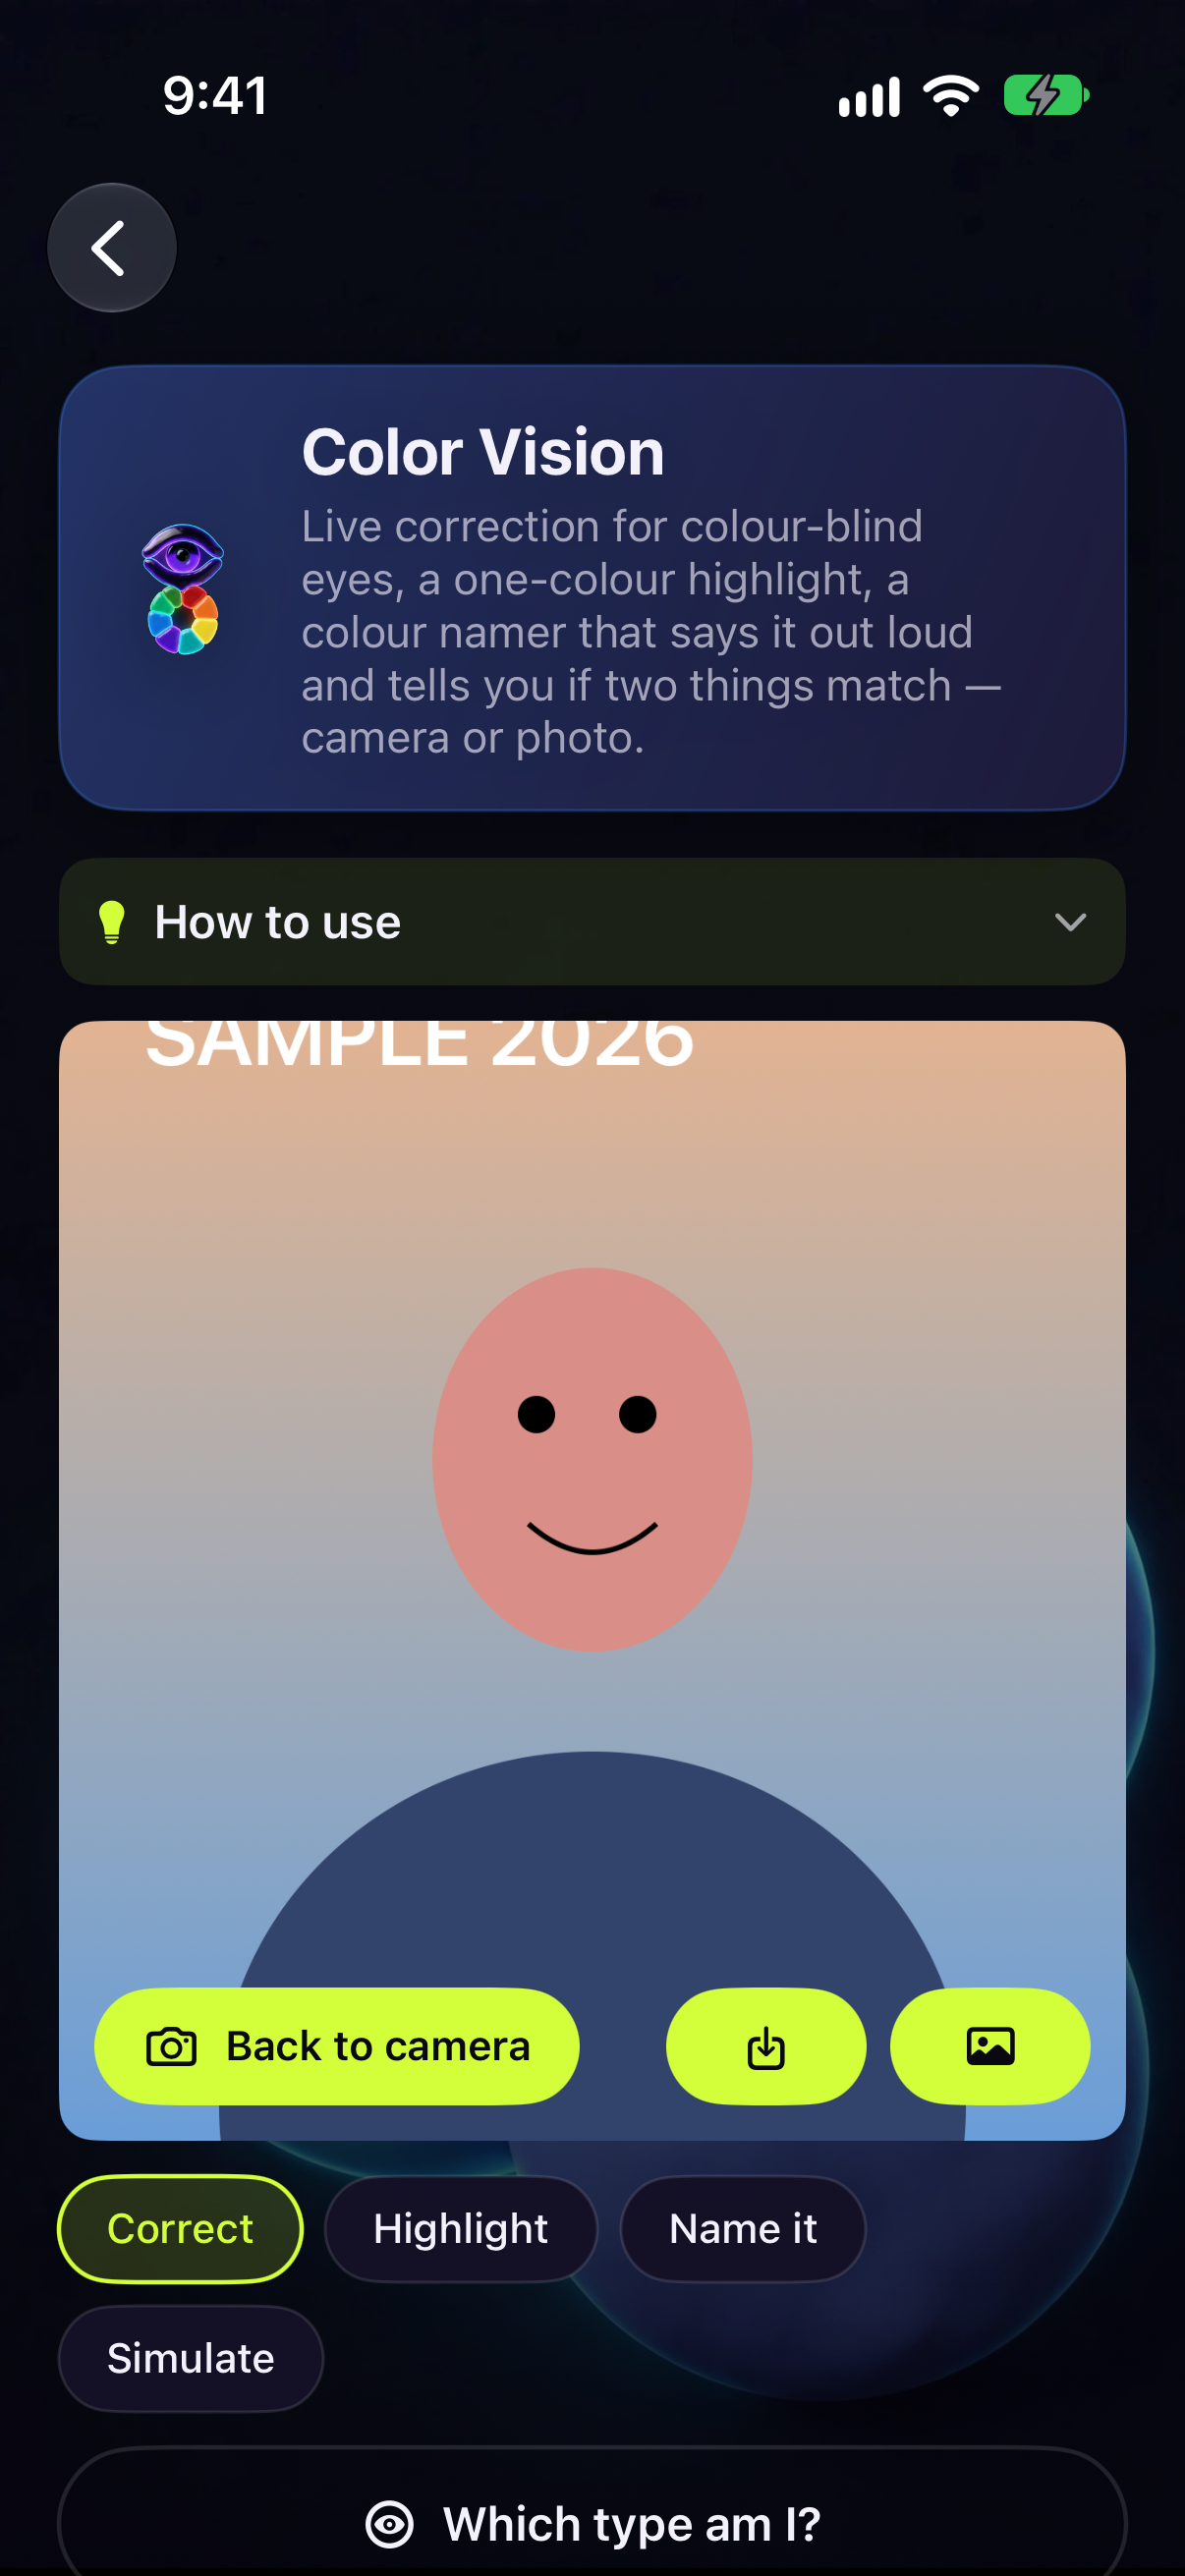 9:41
Color Vision
Live correction for colour-blind
eyes, a one-colour highlight, a
colour namer that says it out loud
and tells you if two things match —
camera or photo.
How to use
SAMPLE 2026
Back to camera
Correct
Highlight
Name it
Simulate
Which type am I?